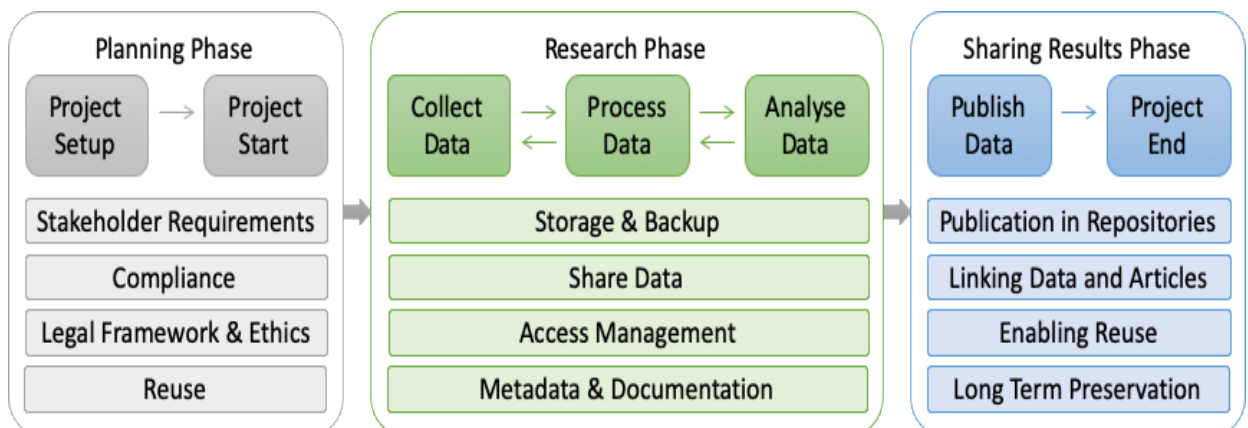 Planning Phase
Project
Setup
Project
Start
Stakeholder Requirements
Compliance
Legal Framework & Ethics
Reuse
Research Phase
Collect
Data
Process
Data
Analyse
Data
Storage & Backup
Share Data
Access Management
Metadata & Documentation
Sharing Results Phase
Publish
Data
Project
End
Publication in Repositories
Linking Data and Articles
Enabling Reuse
Long Term Preservation